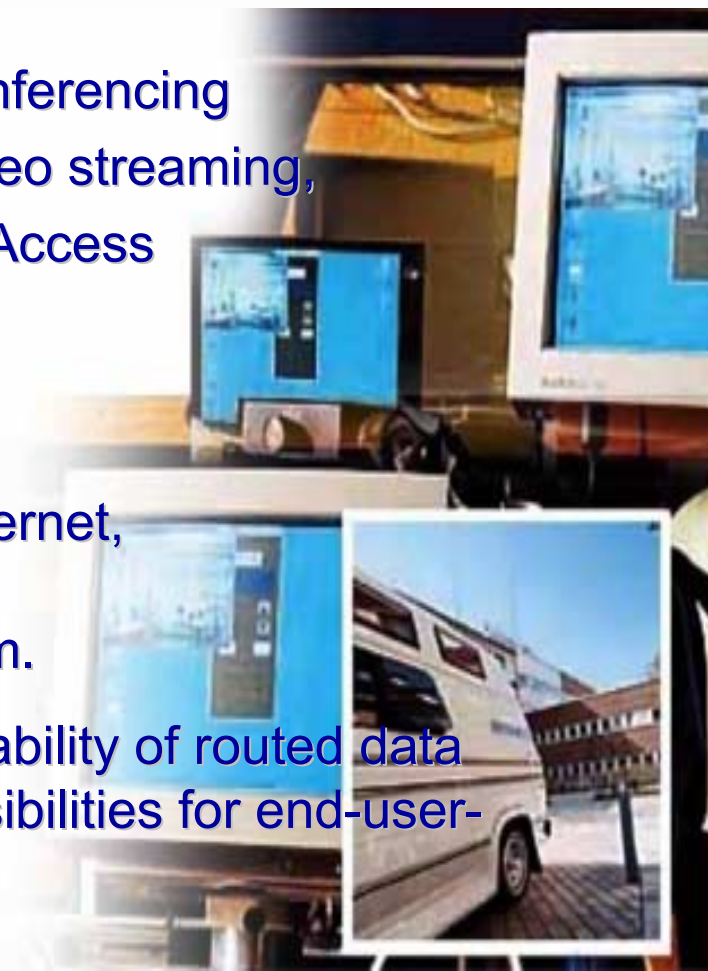 nferencing
eo streaming,
Access
ernet,
n.
ability of routed data
sibilities for end-user-